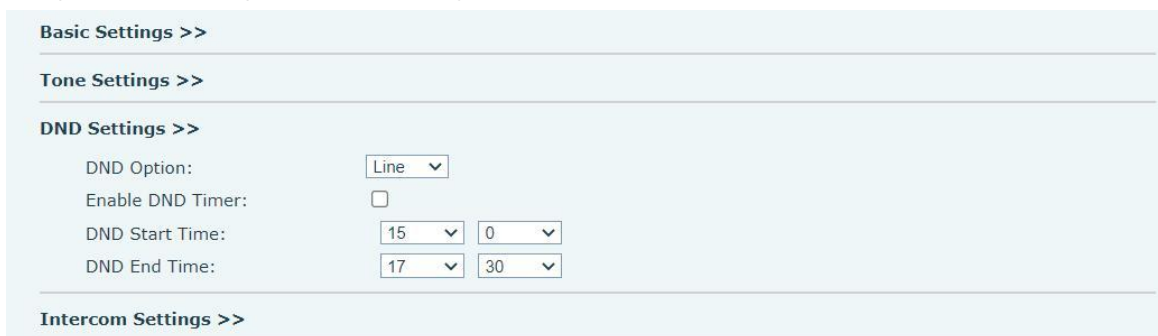 Basic Settings >>
Tone Settings >>
DND Settings >>
DND Option: Line
Enable DND Timer:
DND Start Time: 15 0
DND End Time: 17 30
Intercom Settings >>